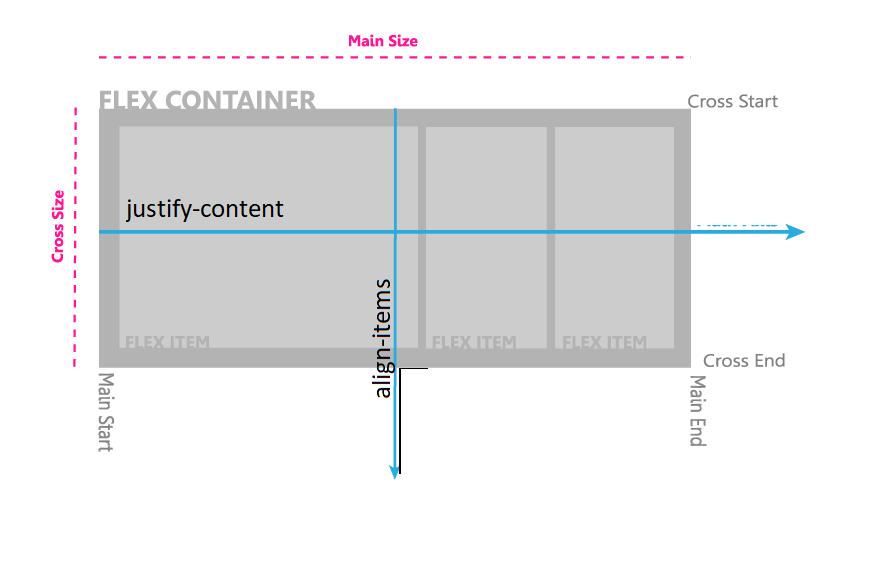 Main Size
FLEX CONTAINER
Cross Start
Cross Size
justify-content
align-items
FLEX ITEM
FLEX ITEM
FLEX ITEM
Cross End
Main Start
Main End